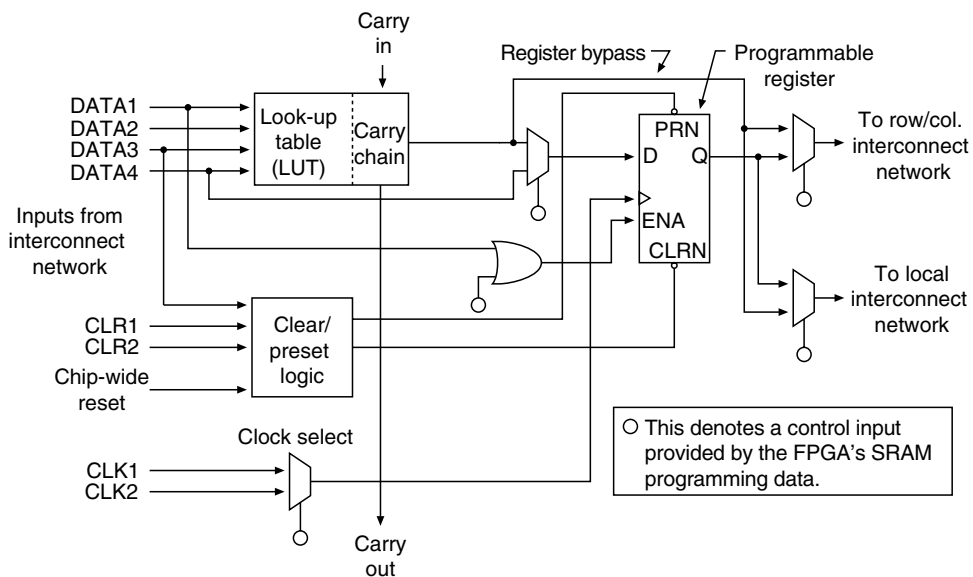 Carry
in
Register bypass
Programmable
register
DATA1
DATA2
DATA3
DATA4
Look-up
table
(LUT)
Carry
chain
PRN
D
Q
ENA
CLRN
To row/col.
interconnect
network
Inputs from
interconnect
network
To local
interconnect
network
CLR1
CLR2
Chip-wide
reset
Clear/
preset
logic
Clock select
CLK1
CLK2
Carry
out
This denotes a control input
provided by the FPGA's SRAM
programming data.